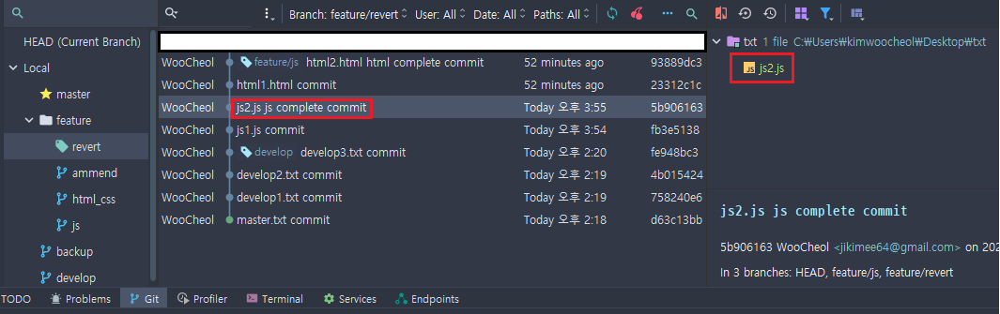 Branch: feature/revert User: All Date: All Paths: All
HEAD (Current Branch)
Local
master
feature
revert
ammend
html_css
js
backup
develop
WooCheol feature/js html2.html html complete commit 52 minutes ago 93889dc3
WooCheol html1.html commit 52 minutes ago 23312c1c
WooCheol js2.js js complete commit Today 오후 3:55 5b906163
WooCheol js1.js commit Today 오후 3:54 fb3e5138
WooCheol develop develop3.txt commit Today 오후 2:20 fe948bc3
WooCheol develop2.txt commit Today 오후 2:19 4b015424
WooCheol develop1.txt commit Today 오후 2:19 758240e6
WooCheol master.txt commit Today 오후 2:18 d63c13bb
txt 1 file C:₩Users₩kimwoocheol₩Desktop₩txt
JS js2.js
js2.js js complete commit
5b906163 WooCheol <jikimee64@gmail.com> on 202
In 3 branches: HEAD, feature/js, feature/revert
TODO Problems Git Profiler Terminal Services Endpoints